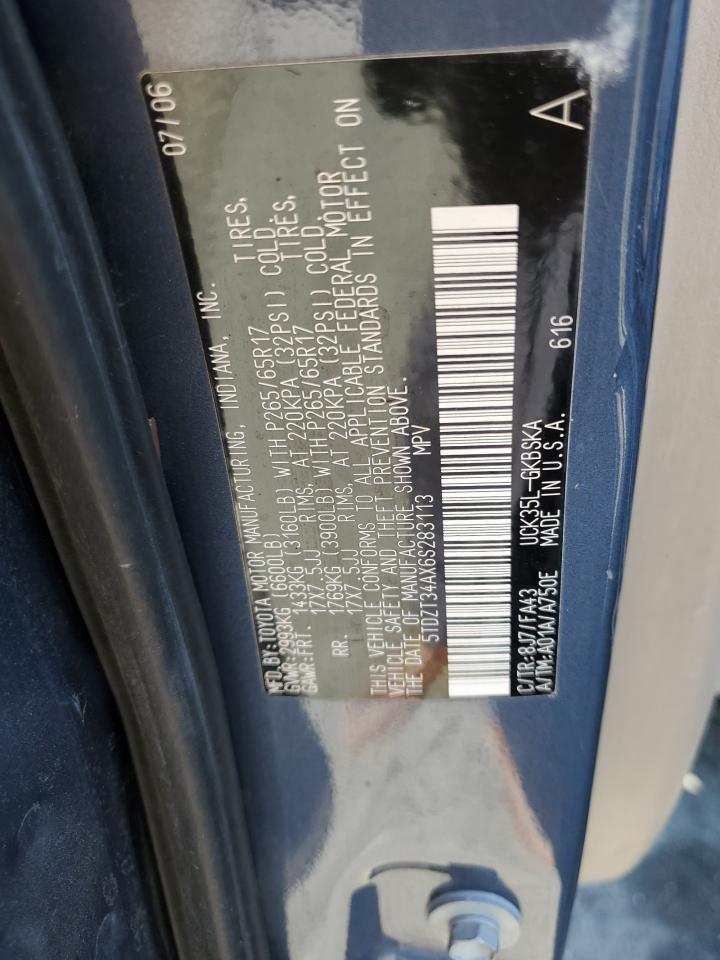 MFD. BY: TOYOTA MOTOR MANUFACTURING, INDIANA, INC. 07/06
GVWR: 2993KG (6600LB)
GAWR: FRT. 1433KG (3160LB) WITH P265/65R17 TIRES,
17X7.5JJ RIMS, AT 220KPA (32PSI) COLD.
RR. 1769KG (3900LB) WITH P265/65R17 TIRES,
17X7.5JJ RIMS, AT 220KPA (32PSI) COLD.
THIS VEHICLE CONFORMS TO ALL APPLICABLE FEDERAL MOTOR
VEHICLE SAFETY AND THEFT PREVENTION STANDARDS IN EFFECT ON
THE DATE OF MANUFACTURE SHOWN ABOVE.
5TDZT34AX6S283113 MPV
C/TR: 8J7/FA43 UCK35L-GKBSKA
A/TM: A01A/A750E MADE IN U.S.A. 616 A